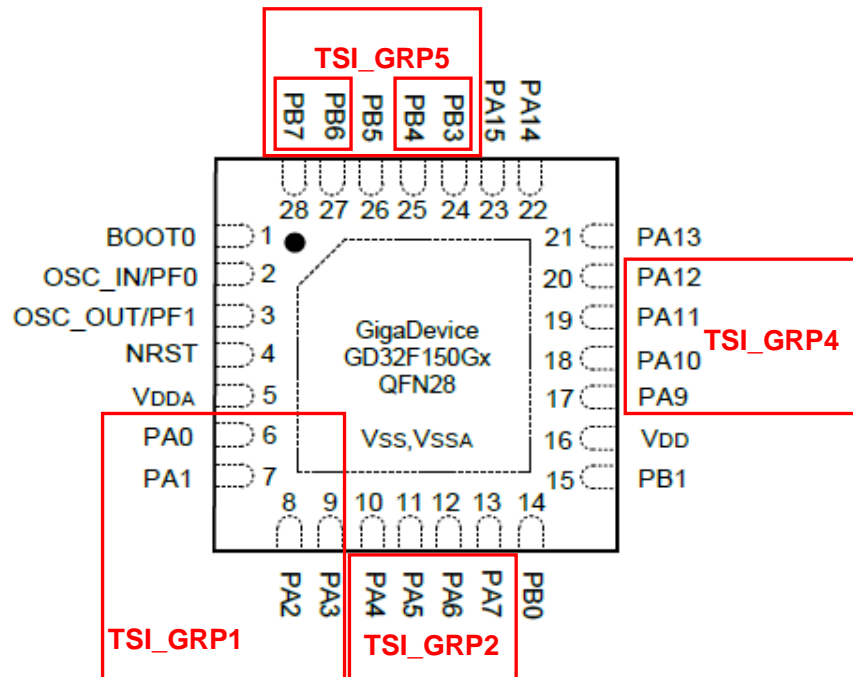 TSI_GRP5
PB7 PB6 PB5 PB4 PB3 PA15 PA14
28 27 26 25 24 23 22
BOOT0 1
OSC_IN/PF0 2
OSC_OUT/PF1 3
NRST 4
VDDA 5
PA0 6
PA1 7
GigaDevice
GD32F150Gx
QFN28
VSS,VSSA
21 PA13
20 PA12
19 PA11
18 PA10
17 PA9
16 VDD
15 PB1
TSI_GRP4
8 9 10 11 12 13 14
PA2 PA3 PA4 PA5 PA6 PA7 PB0
TSI_GRP1
TSI_GRP2